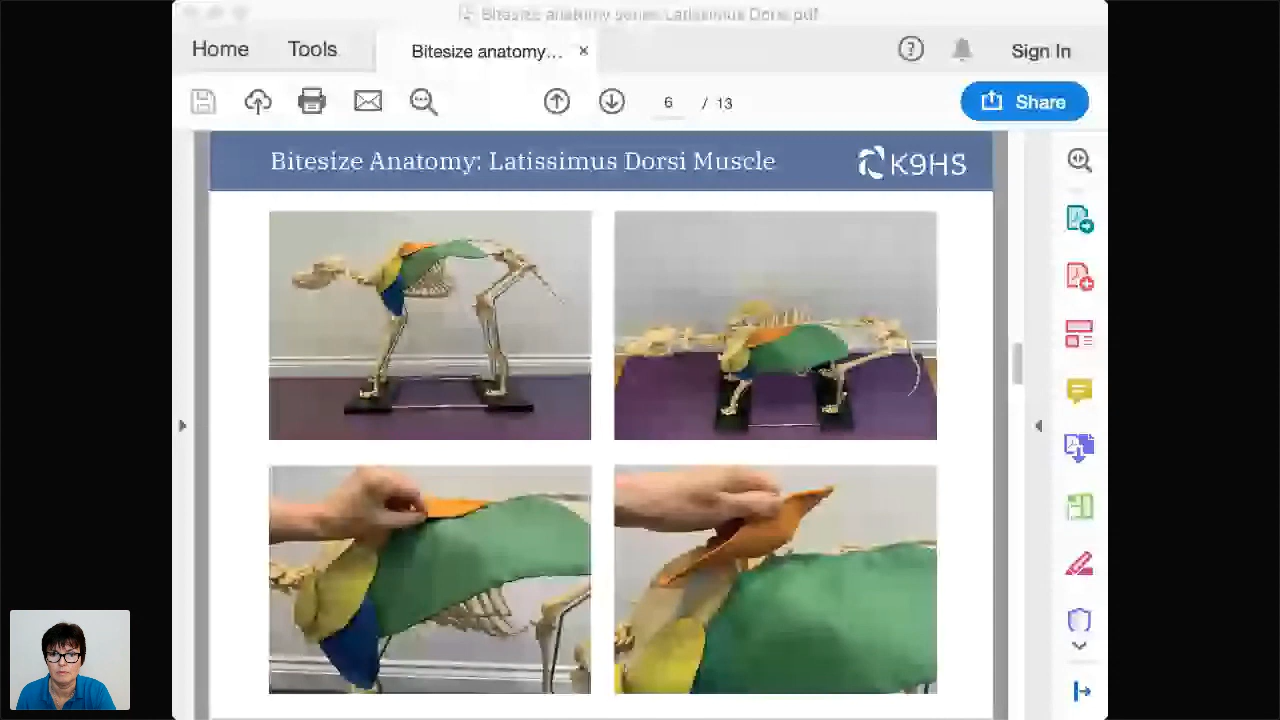 Bitesize anatomy series Latissimus Dorsi.pdf
Home Tools Bitesize anatomy... × ? Sign In
6 / 13 Share
Bitesize Anatomy: Latissimus Dorsi Muscle K9HS